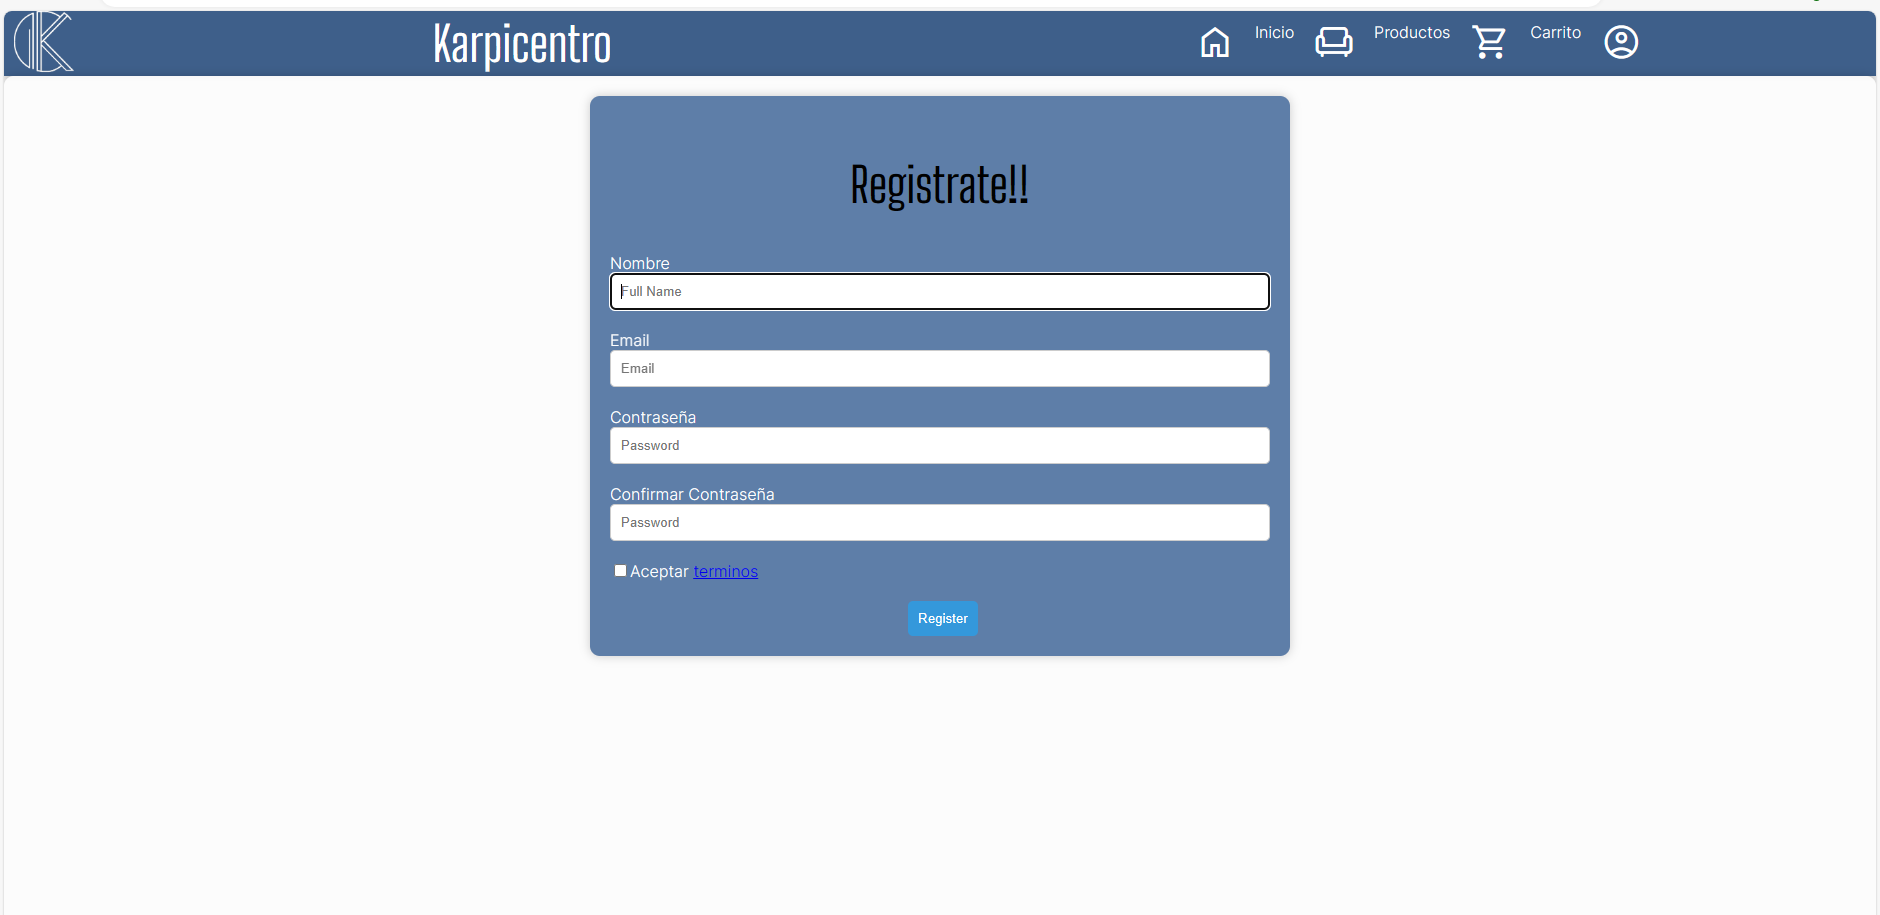 Karpicentro
Inicio
Productos
Carrito
Registrate!!
Nombre
Full Name
Email
Email
Contraseña
Password
Confirmar Contraseña
Password
Aceptar terminos
Register